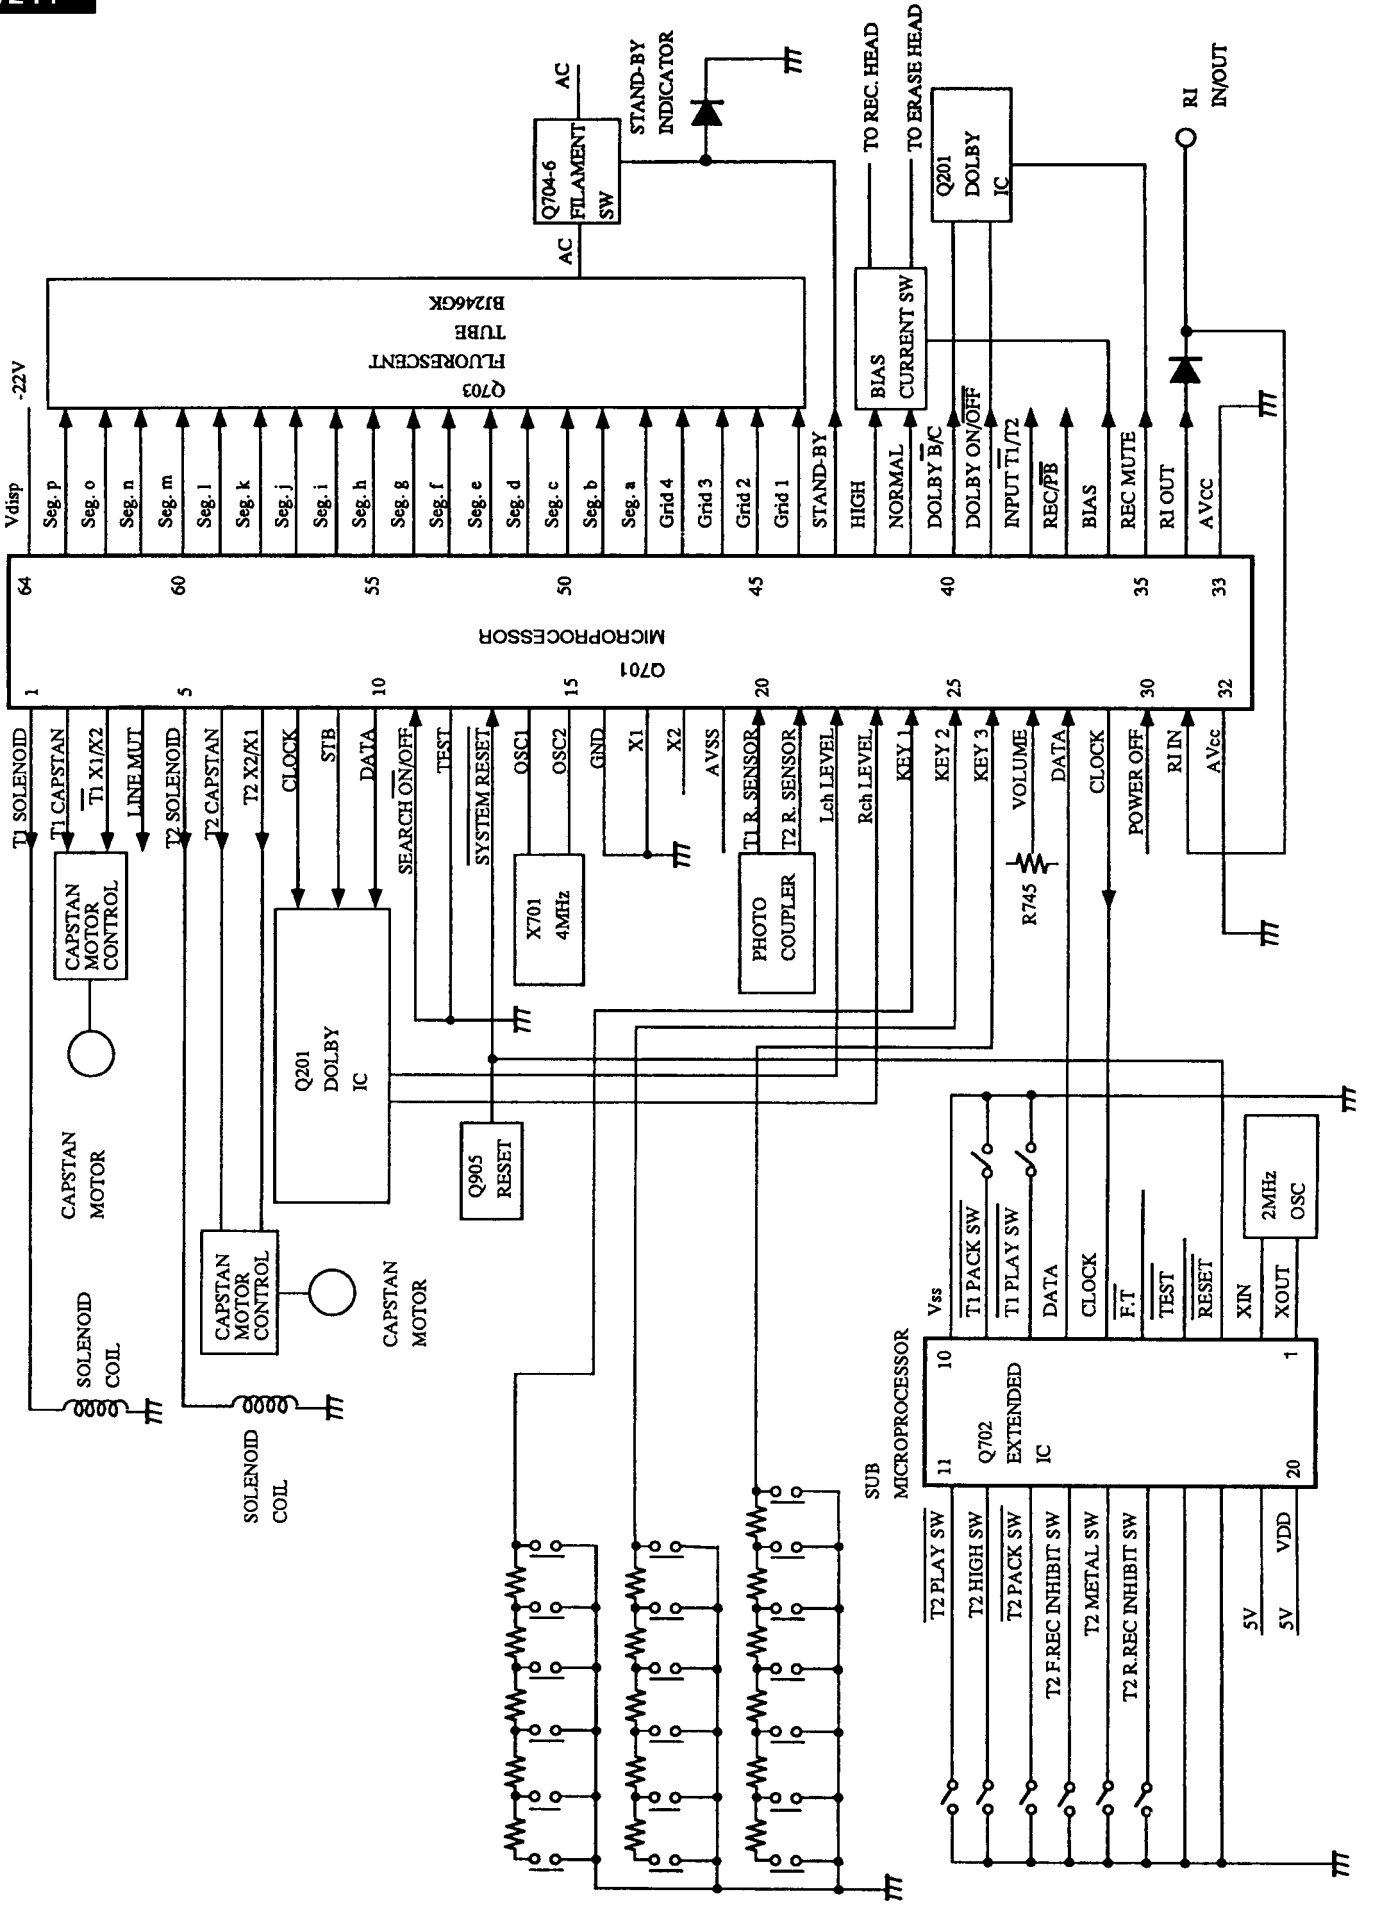 Vdisp
-22V
Seg. p
Seg. o
Seg. n
Seg. m
Seg. l
Seg. k
Seg. j
Seg. i
Seg. h
Seg. g
Seg. f
Seg. e
Seg. d
Seg. c
Seg. b
Seg. a
Grid 4
Grid 3
Grid 2
Grid 1
STAND-BY
HIGH
NORMAL
DOLBY B/C
DOLBY ON/OFF
INPUT T1/T2
REC/PB
BIAS
REC MUTE
RI OUT
AVCC
Q703
FLUORESCENT
TUBE
BJ246GK
AC
Q704-6
FILAMENT
SW
AC
STAND-BY
INDICATOR
BIAS
CURRENT SW
TO REC. HEAD
TO ERASE HEAD
Q201
DOLBY
IC
RI
IN/OUT
64
60
55
50
45
40
35
33
Q701
MICROPROCESSOR
1
5
10
15
20
25
30
32
T1 SOLENOID
T1 CAPSTAN
T1 X1/X2
LINE MUT
T2 SOLENOID
T2 CAPSTAN
T2 X2/X1
CLOCK
STB
DATA
SEARCH ON/OFF
TEST
SYSTEM RESET
OSC1
OSC2
GND
X1
X2
AVSS
T1 R. SENSOR
T2 R. SENSOR
Lch LEVEL
Rch LEVEL
KEY 1
KEY 2
KEY 3
VOLUME
DATA
CLOCK
POWER OFF
RI IN
AVcc
CAPSTAN
MOTOR
CONTROL
CAPSTAN
MOTOR
SOLENOID
COIL
CAPSTAN
MOTOR
CONTROL
CAPSTAN
MOTOR
SOLENOID
COIL
Q201
DOLBY
IC
Q905
RESET
X701
4MHz
PHOTO
COUPLER
R745
SUB
MICROPROCESSOR
Vss
T1 PACK SW
T1 PLAY SW
DATA
CLOCK
F.T
TEST
RESET
XIN
XOUT
2MHz
OSC
10
1
Q702
EXTENDED
IC
11
20
T2 PLAY SW
T2 HIGH SW
T2 PACK SW
T2 F.REC INHIBIT SW
T2 METAL SW
T2 R.REC INHIBIT SW
5V
5V
VDD